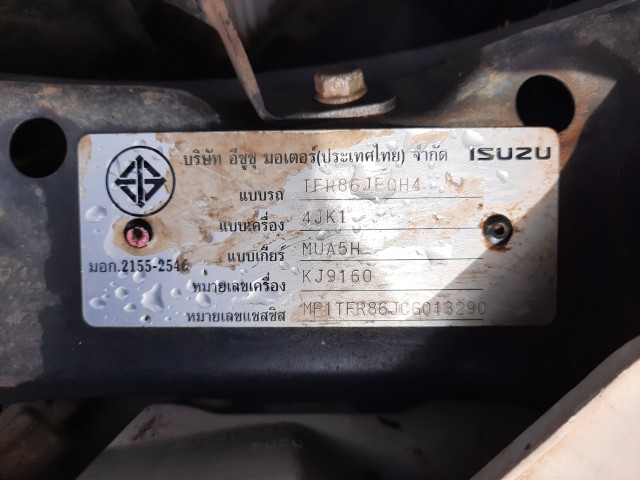 บริษัท อีซูซุ มอเตอร์(ประเทศไทย) จำกัด ISUZU
แบบรถ TFR86JEQH4
แบบเครื่อง 4JK1
แบบเกียร์ MUA5H
มอก.2155-2546
หมายเลขเครื่อง KJ9160
หมายเลขแชสซิส MP1TFR86JCG013290